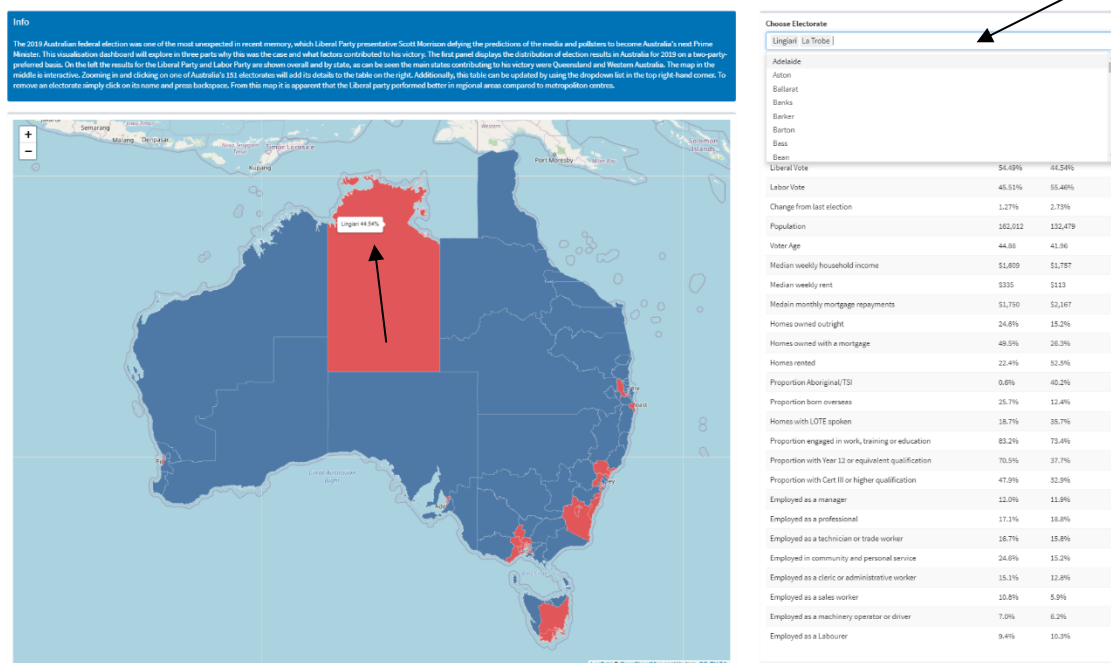 Info
The 2019 Australian federal election was one of the most unexpected in recent memory, which Liberal Party presentative Scott Morrison defying the predictions of the media and pollsters to become Australia's next Prime
Minister. This visualisation dashboard will explore in three parts why this was the case and what factors contributed to his victory. The first panel displays the distribution of election results in Australia for 2019 on a two-party-
preferred basis. On the left the results for the Liberal Party and Labor Party are shown overall and by state, as can be seen the main states contributing to his victory were Queensland and Western Australia. The map in the
middle is interactive. Zooming in and clicking on one of Australia's 151 electorates will add its details to the table on the right. Additionally, this table can be updated by using the dropdown list in the top right-hand corner. To
remove an electorate simply click on its name and press backspace. From this map it is apparent that the Liberal party performed better in regional areas compared to metropoliton centres.
Choose Electorate
Lingiari La Trobe
Adelaide
Aston
Ballarat
Banks
Barker
Barton
Bass
Bean
Liberal Vote 54.49% 44.54%
Labor Vote 45.51% 55.46%
Change from last election 1.27% 2.73%
Population 162,012 132,479
Voter Age 44.86 41.96
Median weekly household income $1,609 $1,787
Median weekly rent $335 $113
Medain monthly mortgage repayments $1,750 $2,167
Homes owned outright 24.6% 15.2%
Homes owned with a mortgage 49.5% 26.3%
Homes rented 22.4% 52.5%
Proportion Aboriginal/TSI 0.6% 40.2%
Proportion born overseas 25.7% 12.4%
Homes with LOTE spoken 18.7% 35.7%
Proportion engaged in work, training or education 83.2% 73.4%
Proportion with Year 12 or equivalent qualification 70.5% 37.7%
Proportion with Cert III or higher qualification 47.9% 32.9%
Employed as a manager 12.0% 11.9%
Employed as a professional 17.1% 18.8%
Employed as a technician or trade worker 16.7% 15.8%
Employed in community and personal service 24.6% 15.2%
Employed as a cleric or administrative worker 15.1% 12.8%
Employed as a sales worker 10.8% 5.9%
Employed as a machinery operator or driver 7.0% 6.2%
Employed as a Labourer 9.4% 10.3%
+
−
Semarang
Malang Denpasar
Kupang
Timor Leste
Western
Port Moresby
Solomon
Islands
Lingiari 44.54%
Great Australian
Bight